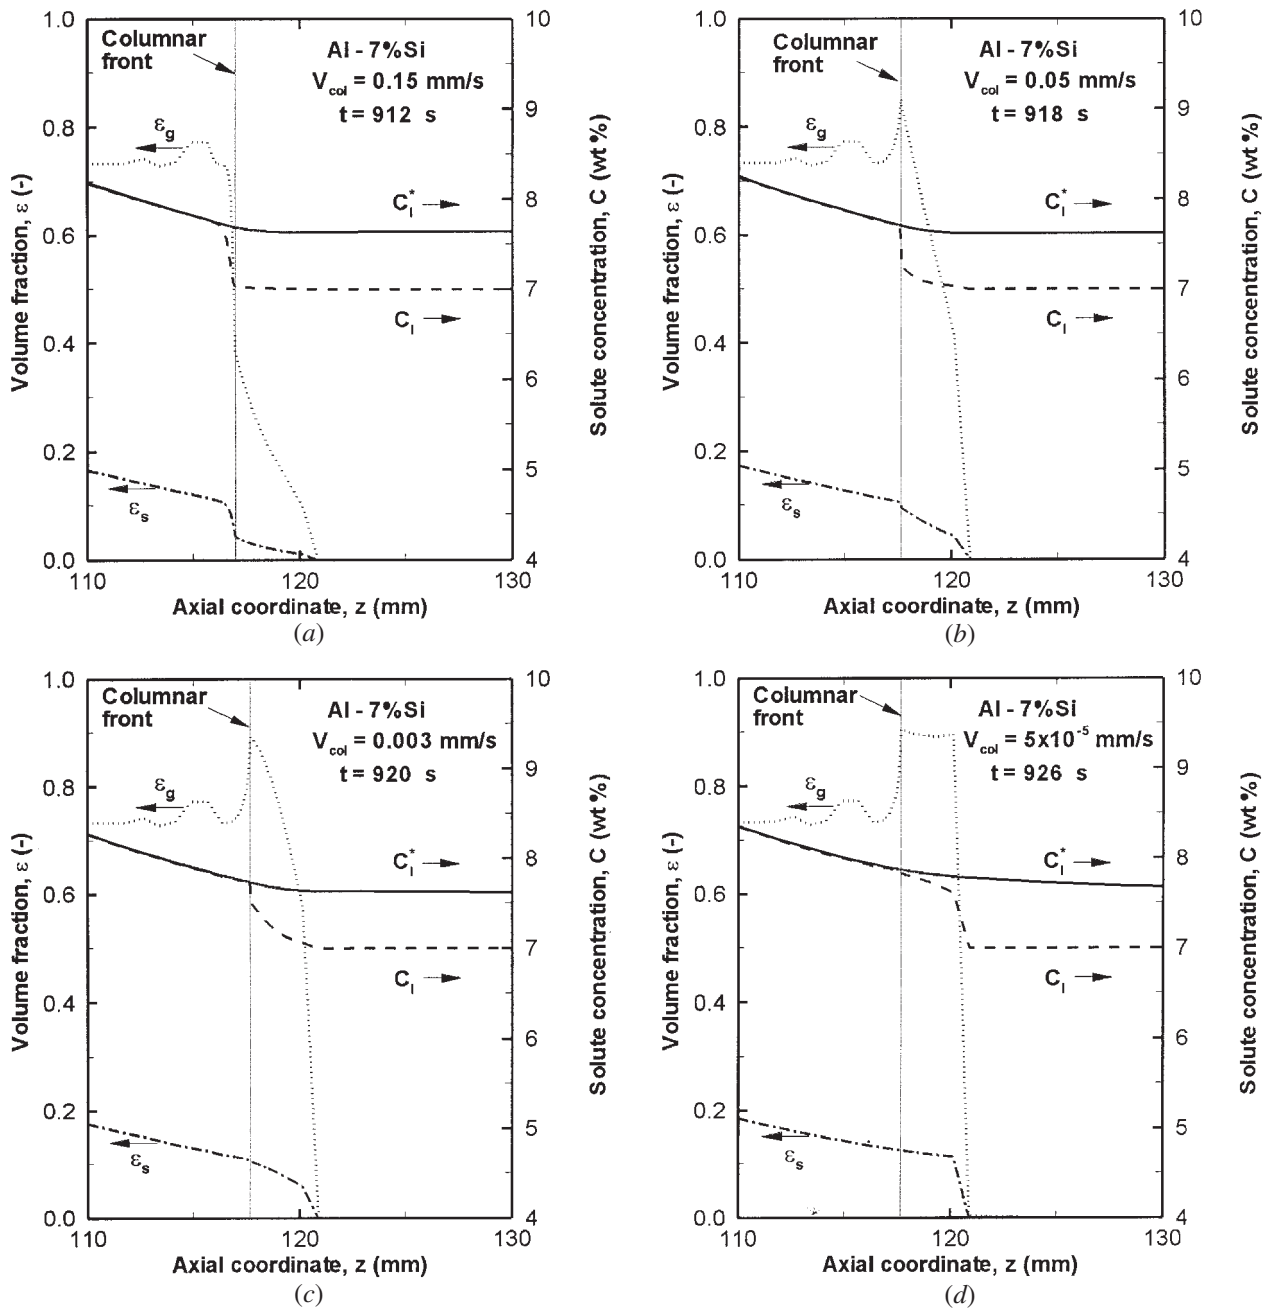 1.0
0.8
0.6
0.4
0.2
0.0
Volume fraction, ε (-)
Columnar
front
Al - 7%Si
V_col = 0.15 mm/s
t = 912 s
ε_g
C_l^*
C_l
ε_s
10
9
8
7
6
5
4
Solute concentration, C (wt %)
110
120
130
Axial coordinate, z (mm)
(a)
1.0
0.8
0.6
0.4
0.2
0.0
Volume fraction, ε (-)
Columnar
front
Al - 7%Si
V_col = 0.05 mm/s
t = 918 s
ε_g
C_l^*
C_l
ε_s
10
9
8
7
6
5
4
Solute concentration, C (wt %)
110
120
130
Axial coordinate, z (mm)
(b)
1.0
0.8
0.6
0.4
0.2
0.0
Volume fraction, ε (-)
Columnar
front
Al - 7%Si
V_col = 0.003 mm/s
t = 920 s
ε_g
C_l^*
C_l
ε_s
10
9
8
7
6
5
4
Solute concentration, C (wt %)
110
120
130
Axial coordinate, z (mm)
(c)
1.0
0.8
0.6
0.4
0.2
0.0
Volume fraction, ε (-)
Columnar
front
Al - 7%Si
V_col = 5x10^-5 mm/s
t = 926 s
ε_g
C_l^*
C_l
ε_s
10
9
8
7
6
5
4
Solute concentration, C (wt %)
110
120
130
Axial coordinate, z (mm)
(d)